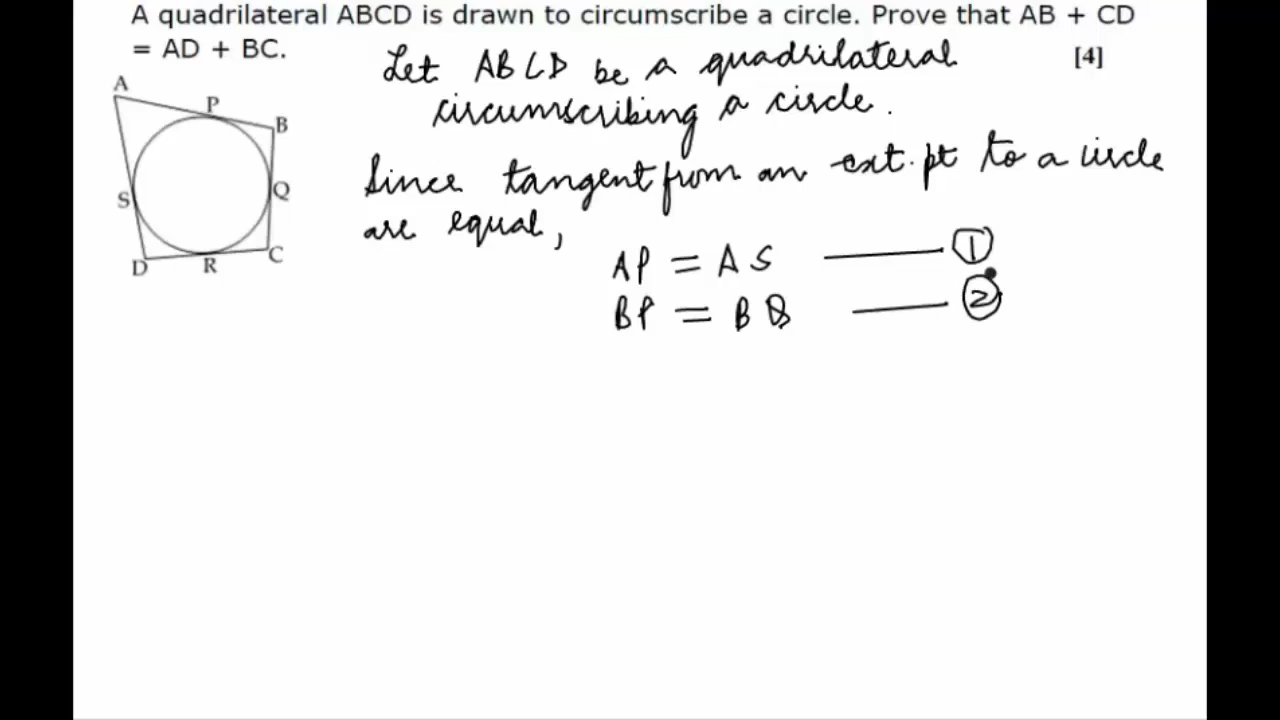 A quadrilateral ABCD is drawn to circumscribe a circle. Prove that AB + CD
= AD + BC.
[4]
Let ABCD be a quadrilateral
circumscribing a circle.
Since tangent from an ext. pt to a circle
are equal,
AP = AS ——— ①
BP = BQ ——— ②
A
P
B
S
Q
D
R
C